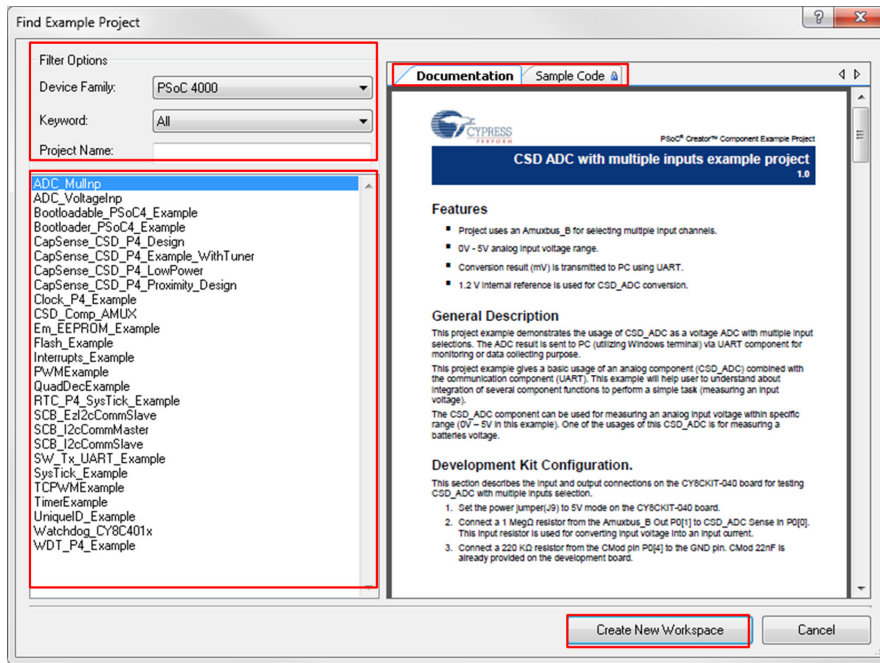 Find Example Project
Filter Options
Device Family: PSoC 4000
Keyword: All
Project Name:
ADC_MulInp
ADC_VoltageInp
Bootloadable_PSoC4_Example
Bootloader_PSoC4_Example
CapSense_CSD_P4_Design
CapSense_CSD_P4_Example_WithTuner
CapSense_CSD_P4_LowPower
CapSense_CSD_P4_Proximity_Design
Clock_P4_Example
CSD_Comp_AMUX
Em_EEPROM_Example
Flash_Example
Interrupts_Example
PWMExample
QuadDecExample
RTC_P4_SysTick_Example
SCB_EzI2cCommSlave
SCB_I2cCommMaster
SCB_I2cCommSlave
SW_Tx_UART_Example
SysTick_Example
TCPWMExample
TimerExample
UniqueID_Example
Watchdog_CY8C401x
WDT_P4_Example
Documentation Sample Code
CYPRESS
PERFORM
PSoC® Creator™ Component Example Project
CSD ADC with multiple inputs example project
1.0
Features
■ Project uses an Amuxbus_B for selecting multiple input channels.
■ 0V - 5V analog input voltage range.
■ Conversion result (mV) is transmitted to PC using UART.
■ 1.2 V internal reference is used for CSD_ADC conversion.
General Description
This project example demonstrates the usage of CSD_ADC as a voltage ADC with multiple input
selections. The ADC result is sent to PC (utilizing Windows terminal) via UART component for
monitoring or data collecting purpose.
This project example gives a basic usage of an analog component (CSD_ADC) combined with
the communication component (UART). This example will help user to understand about
integration of several component functions to perform a simple task (measuring an input
voltage).
The CSD_ADC component can be used for measuring an analog input voltage within specific
range (0V – 5V in this example). One of the usages of this CSD_ADC is for measuring a
batteries voltage.
Development Kit Configuration.
This section describes the input and output connections on the CY8CKIT-040 board for testing
CSD_ADC with multiple inputs selection.
1. Set the power jumper(J9) to 5V mode on the CY8CKIT-040 board.
2. Connect a 1 MegΩ resistor from the Amuxbus_B Out P0[1] to CSD_ADC Sense in P0[0].
This input resistor is used for converting input voltage into an input current.
3. Connect a 220 KΩ resistor from the CMod pin P0[4] to the GND pin. CMod 22nF is
already provided on the development board.
Create New Workspace
Cancel